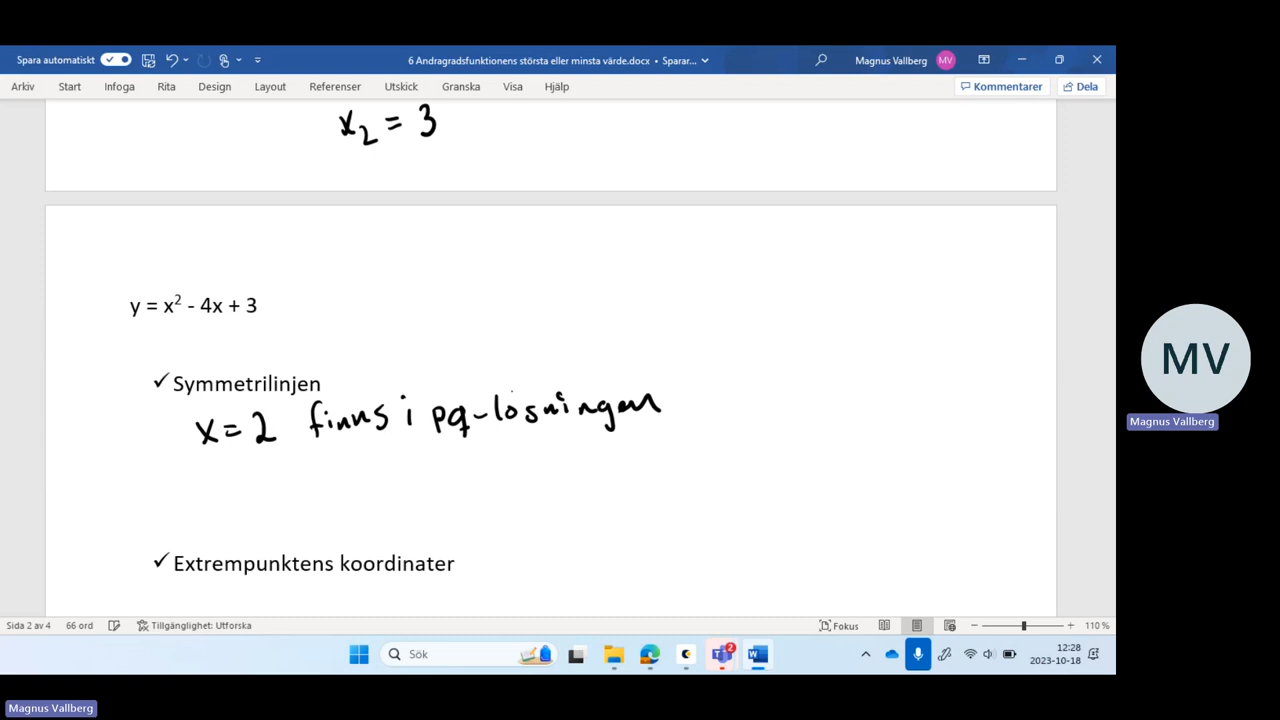 Spara automatiskt
6 Andragradsfunktionens största eller minsta värde.docx • Sparar...
Magnus Vallberg MV
Arkiv Start Infoga Rita Design Layout Referenser Utskick Granska Visa Hjälp
Kommentarer Dela
x₂ = 3
y = x² - 4x + 3
✓ Symmetrilinjen
x = 2 finns i pq-lösningen
MV
Magnus Vallberg
✓ Extrempunktens koordinater
Sida 2 av 4 66 ord Tillgänglighet: Utforska Fokus 110 %
Sök 2 12:28
2023-10-18
Magnus Vallberg